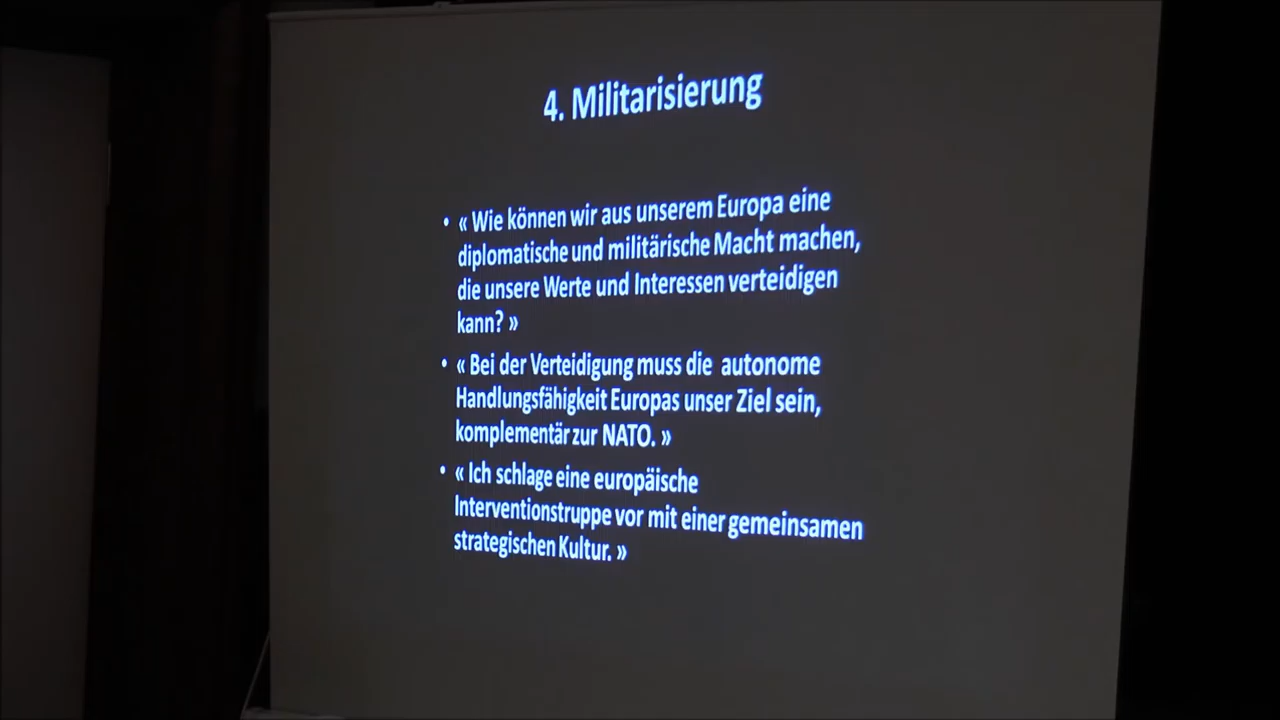 4. Militarisierung
• « Wie können wir aus unserem Europa eine
diplomatische und militärische Macht machen,
die unsere Werte und Interessen verteidigen
kann? »
• « Bei der Verteidigung muss die autonome
Handlungsfähigkeit Europas unser Ziel sein,
komplementär zur NATO. »
• « Ich schlage eine europäische
Interventionstruppe vor mit einer gemeinsamen
strategischen Kultur. »